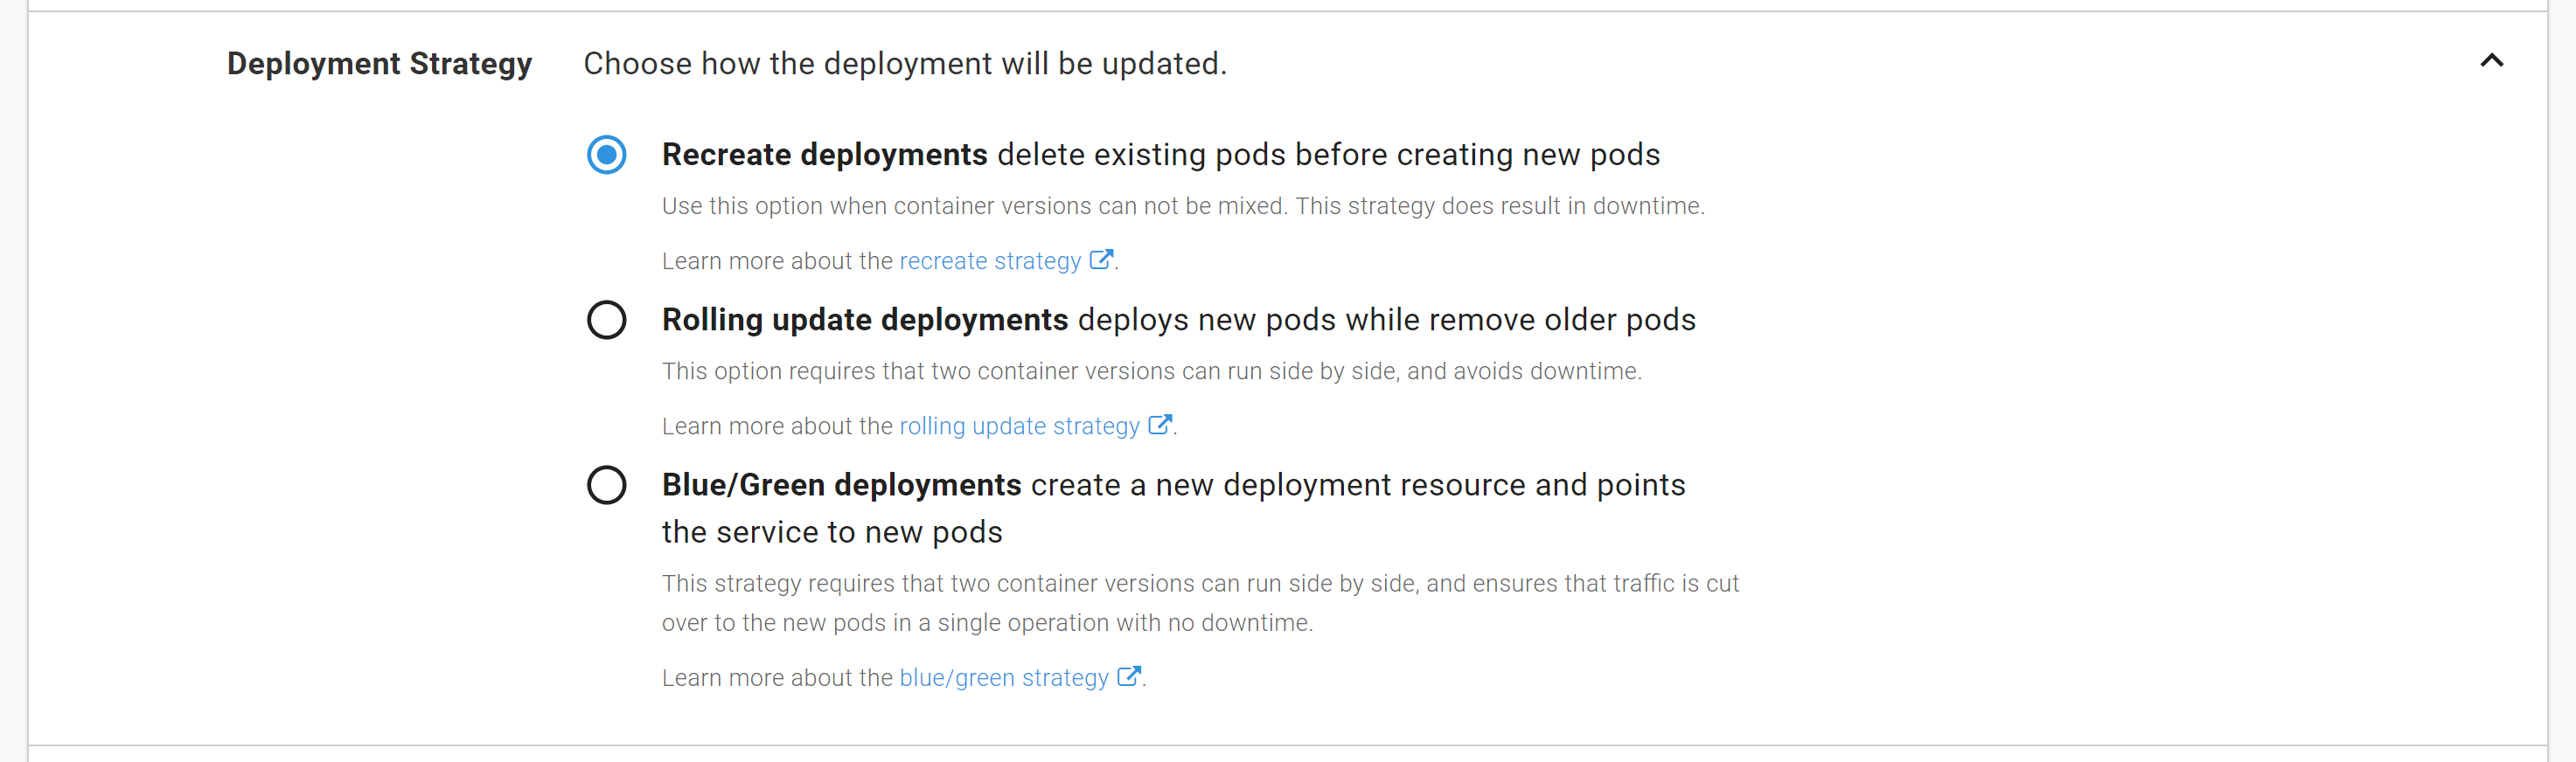 Deployment Strategy Choose how the deployment will be updated.
Recreate deployments delete existing pods before creating new pods
Use this option when container versions can not be mixed. This strategy does result in downtime.
Learn more about the recreate strategy.
Rolling update deployments deploys new pods while remove older pods
This option requires that two container versions can run side by side, and avoids downtime.
Learn more about the rolling update strategy.
Blue/Green deployments create a new deployment resource and points
the service to new pods
This strategy requires that two container versions can run side by side, and ensures that traffic is cut
over to the new pods in a single operation with no downtime.
Learn more about the blue/green strategy.